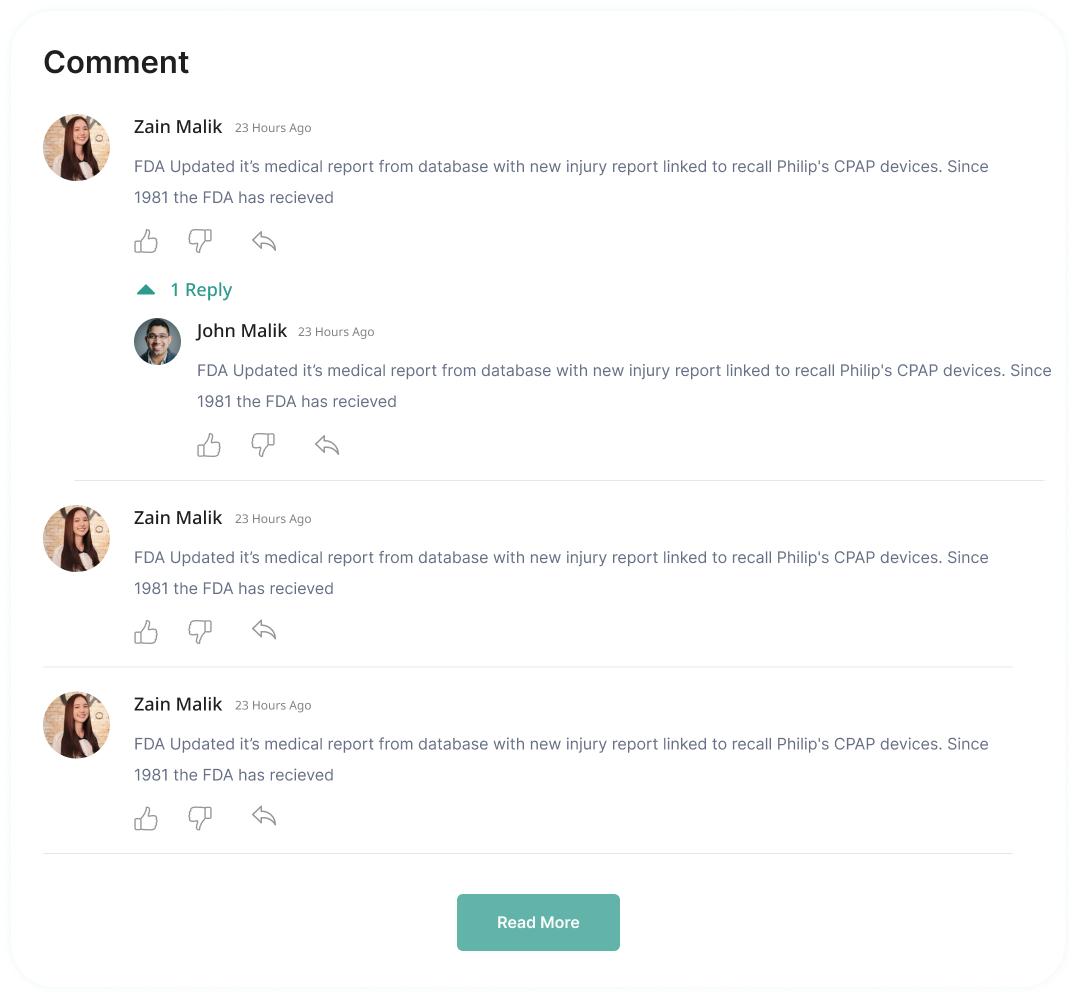 Comment
Zain Malik 23 Hours Ago
FDA Updated it’s medical report from database with new injury report linked to recall Philip's CPAP devices. Since
1981 the FDA has recieved
1 Reply
John Malik 23 Hours Ago
FDA Updated it’s medical report from database with new injury report linked to recall Philip's CPAP devices. Since
1981 the FDA has recieved
Zain Malik 23 Hours Ago
FDA Updated it’s medical report from database with new injury report linked to recall Philip's CPAP devices. Since
1981 the FDA has recieved
Zain Malik 23 Hours Ago
FDA Updated it’s medical report from database with new injury report linked to recall Philip's CPAP devices. Since
1981 the FDA has recieved
Read More